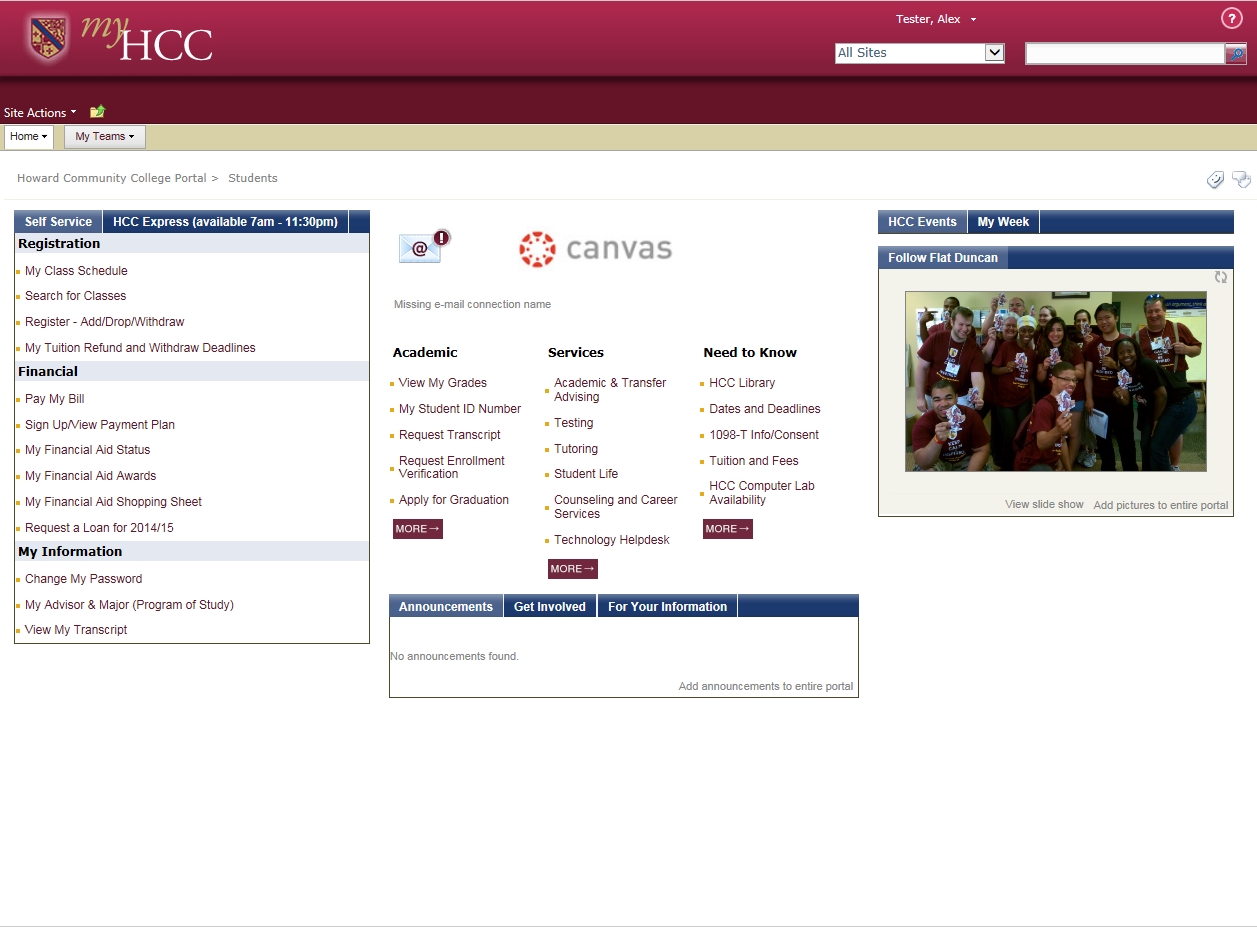 my HCC
Tester, Alex
?
All Sites
Site Actions
Home
My Teams
Howard Community College Portal > Students
Self Service
HCC Express (available 7am - 11:30pm)
Registration
My Class Schedule
Search for Classes
Register - Add/Drop/Withdraw
My Tuition Refund and Withdraw Deadlines
Financial
Pay My Bill
Sign Up/View Payment Plan
My Financial Aid Status
My Financial Aid Awards
My Financial Aid Shopping Sheet
Request a Loan for 2014/15
My Information
Change My Password
My Advisor & Major (Program of Study)
View My Transcript
@ !
canvas
Missing e-mail connection name
Academic
View My Grades
My Student ID Number
Request Transcript
Request Enrollment
Verification
Apply for Graduation
MORE→
Services
Academic & Transfer
Advising
Testing
Tutoring
Student Life
Counseling and Career
Services
Technology Helpdesk
MORE→
Need to Know
HCC Library
Dates and Deadlines
1098-T Info/Consent
Tuition and Fees
HCC Computer Lab
Availability
MORE→
Announcements
Get Involved
For Your Information
No announcements found.
Add announcements to entire portal
HCC Events
My Week
Follow Flat Duncan
View slide show
Add pictures to entire portal